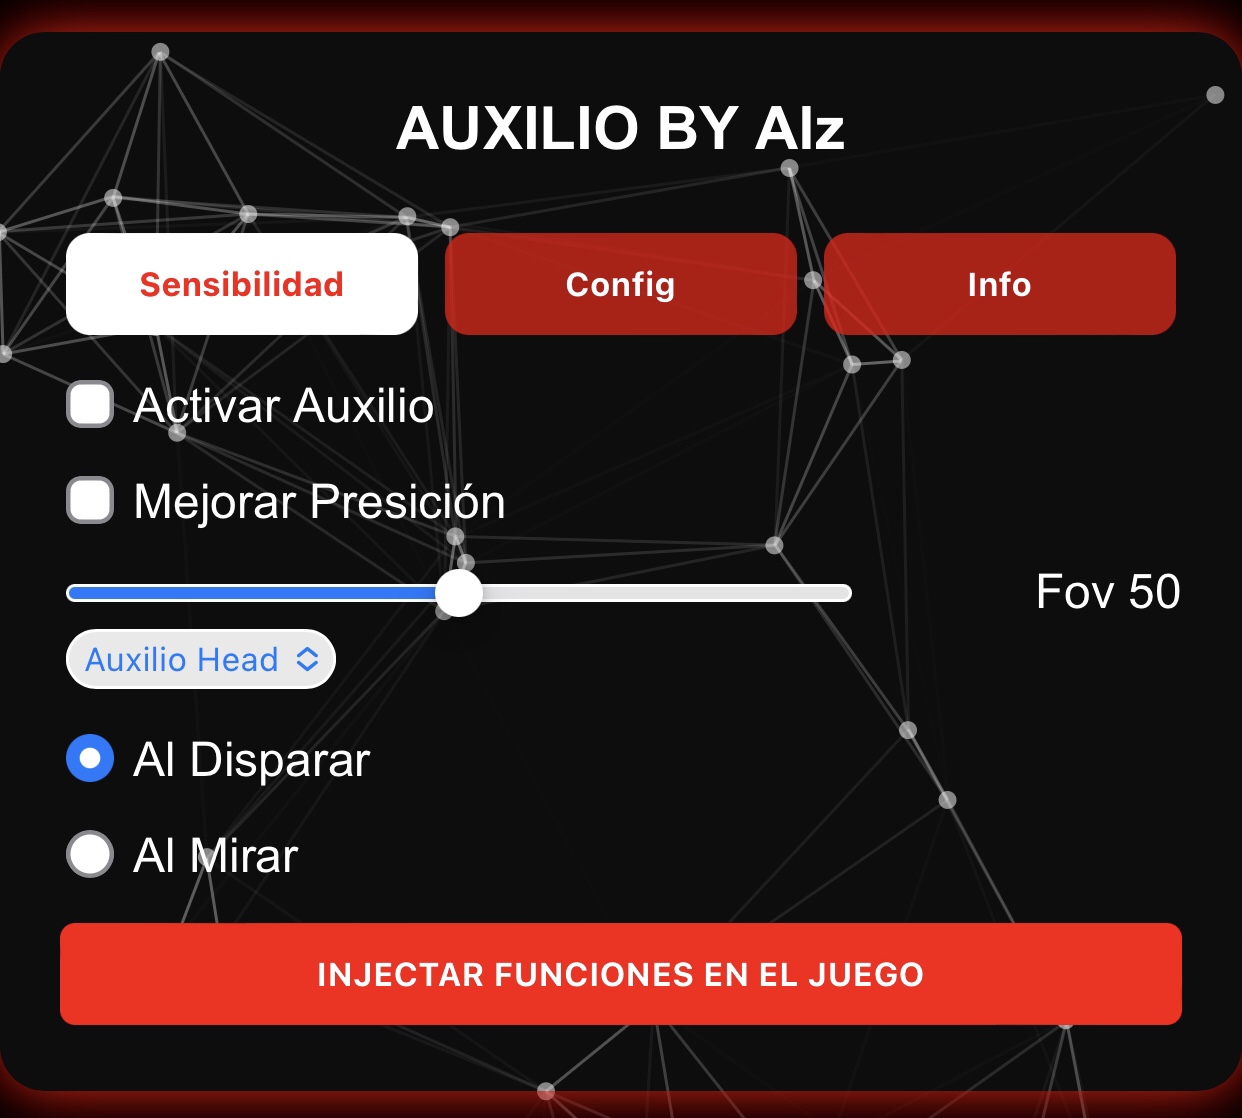 AUXILIO BY Alz
Sensibilidad
Config
Info
Activar Auxilio
Mejorar Presición
Fov 50
Auxilio Head
Al Disparar
Al Mirar
INJECTAR FUNCIONES EN EL JUEGO